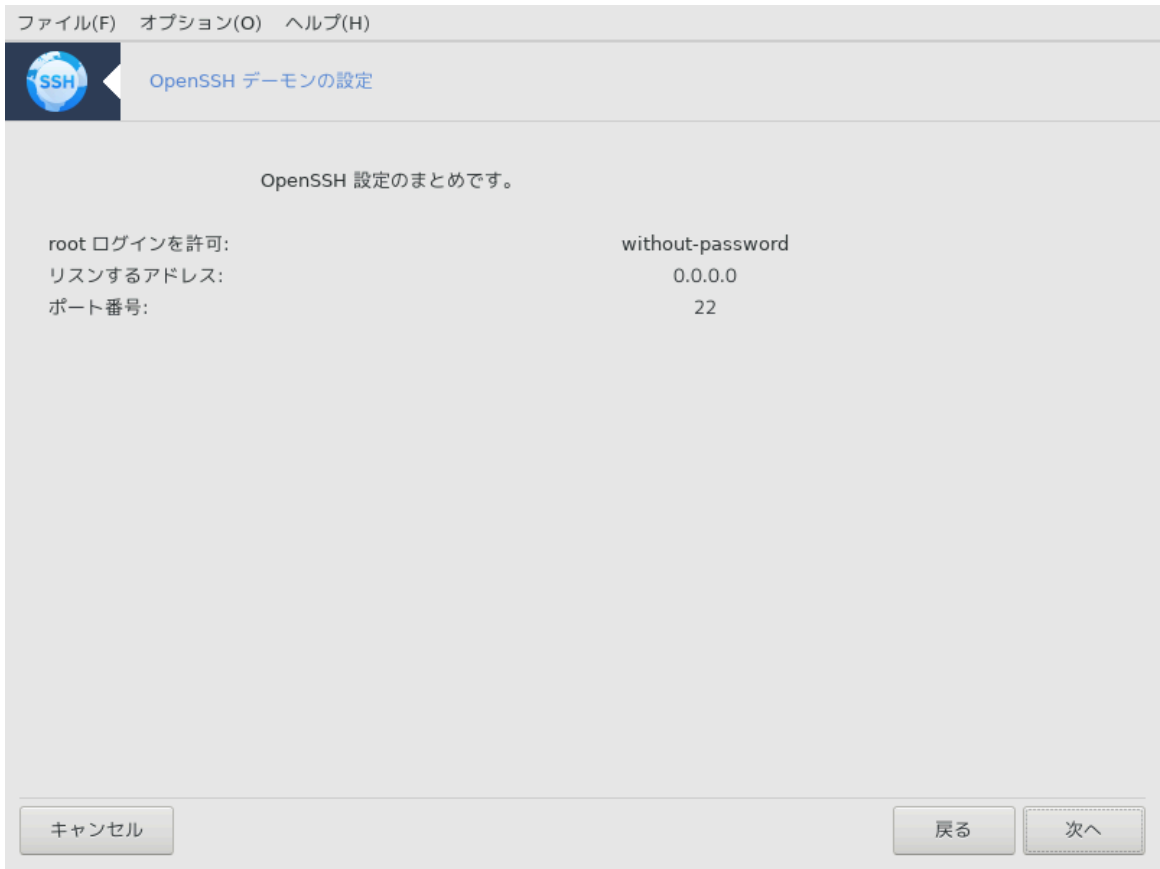 ファイル(F) オプション(O) ヘルプ(H)
SSH OpenSSH デーモンの設定
OpenSSH 設定のまとめです。
root ログインを許可: without-password
リスンするアドレス: 0.0.0.0
ポート番号: 22
キャンセル 戻る 次へ